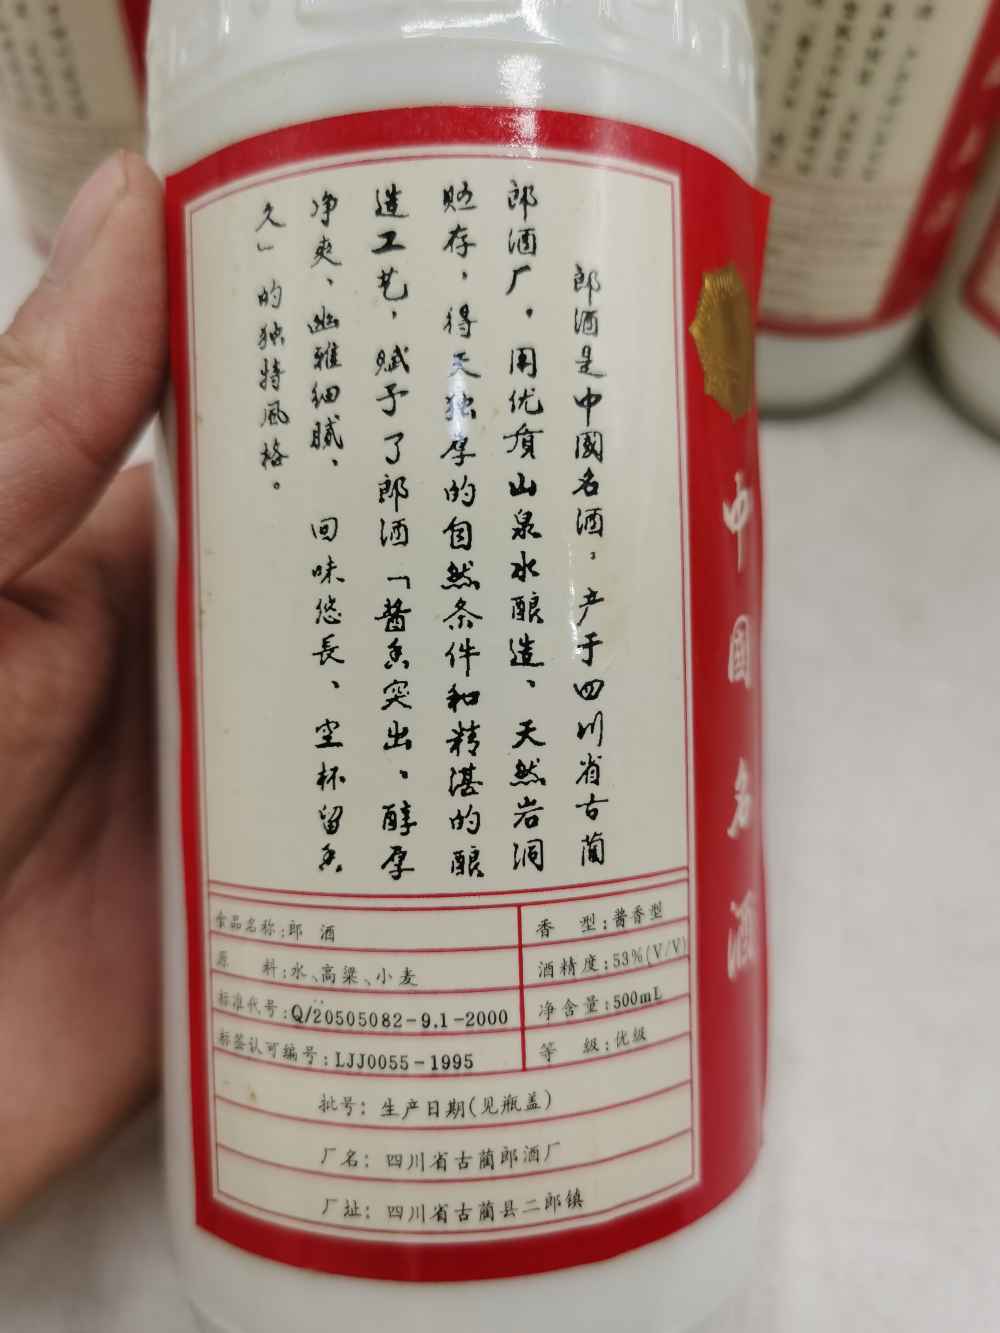 郎酒是中國名酒，产于四川省古蔺
郎酒厂，用优质山泉水酿造、天然岩洞
贮存，得天独厚的自然条件和精湛的酿
造工艺，赋予了郎酒「酱香突出、醇厚
净爽、幽雅细腻、回味悠長、空杯留香
久」的独特风格。
中國名酒
食品名称:郎 酒
香 型:酱香型
原 料:水、高粱、小麦
酒精度:53%(V/V)
标准代号:Q/20505082-9.1-2000
净含量:500mL
标签认可编号:LJJ0055-1995
等 级:优级
批号: 生产日期(见瓶盖)
厂名: 四川省古蔺郎酒厂
厂址: 四川省古蔺县二郎镇